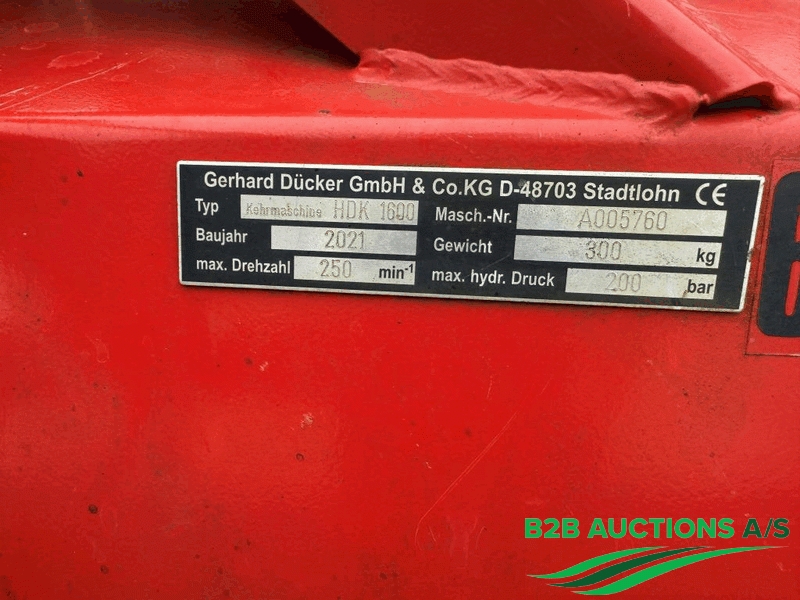 Gerhard Dücker GmbH & Co.KG D-48703 Stadtlohn CE
Typ Kehrmaschine HDK 1600 Masch.-Nr. A005760
Baujahr 2021 Gewicht 300 kg
max. Drehzahl 250 min-1 max. hydr. Druck 200 bar
B2B AUCTIONS A/S